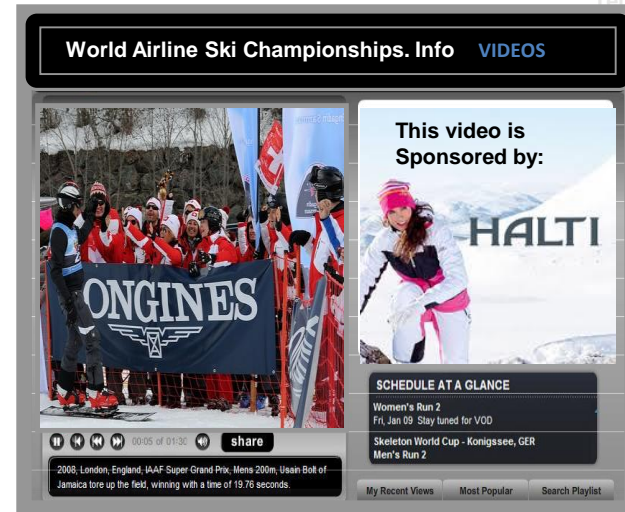 World Airline Ski Championships. Info VIDEOS
ONGINES
This video is
Sponsored by:
HALTI
SCHEDULE AT A GLANCE
Women's Run 2
Fri, Jan 09 Stay tuned for VOD
Skeleton World Cup - Konigssee, GER
Men's Run 2
00:05 of 01:30
share
2008, London, England, IAAF Super Grand Prix, Mens 200m, Usain Bolt of
Jamaica tore up the field, winning with a time of 19.76 seconds.
My Recent Views Most Popular Search Playlist